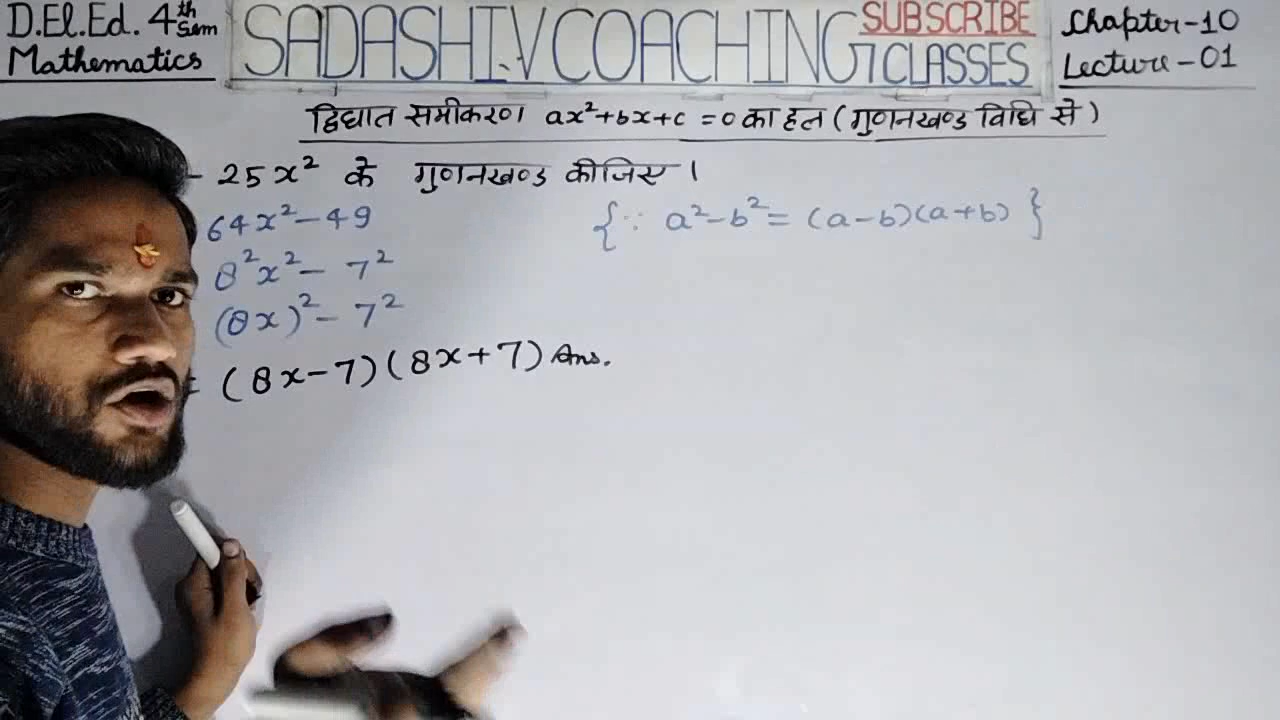 D.El.Ed. 4th Sem
Mathematics
SADASHIV COACHING CLASSES
SUBSCRIBE
Chapter-10
Lecture-01
द्विघात समीकरण ax²+bx+c=0 का हल (गुणनखण्ड विधि से)
- 25x² के गुणनखण्ड कीजिए।
64x²-49
{∵ a²-b²=(a-b)(a+b)}
8²x²-7²
(8x)²-7²
= (8x-7)(8x+7) Ans.